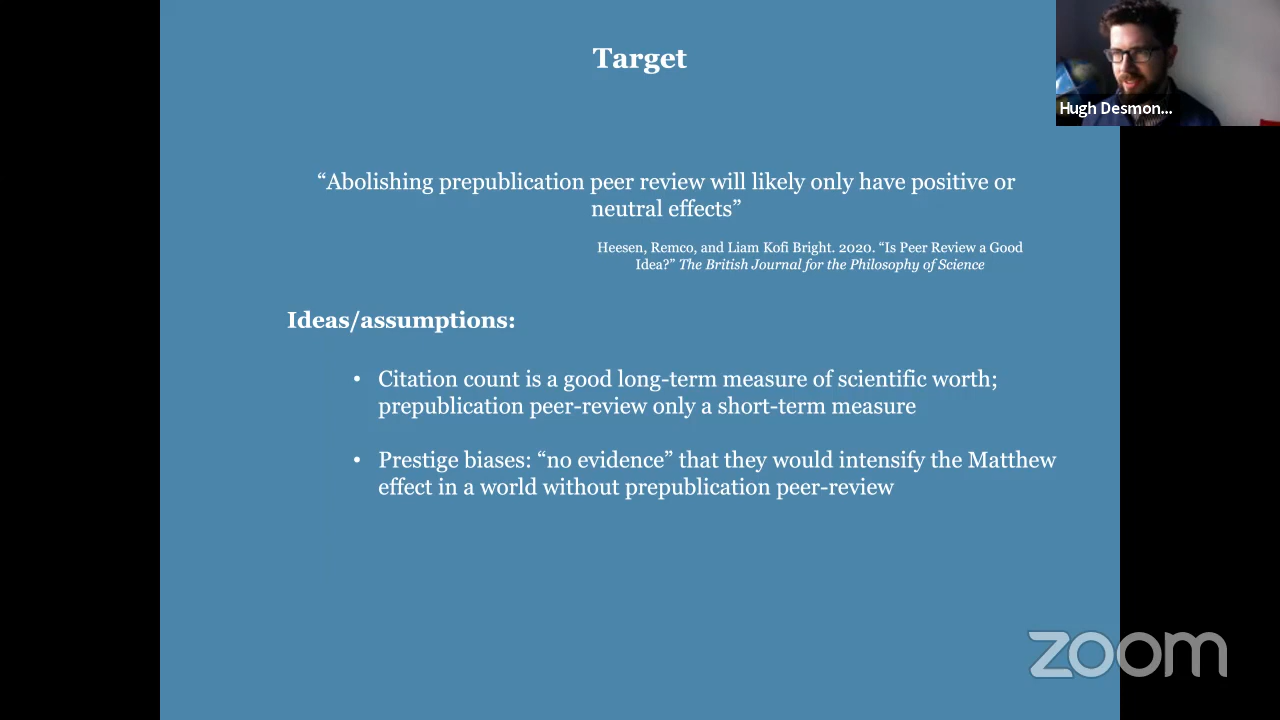 Target
Hugh Desmon...
“Abolishing prepublication peer review will likely only have positive or
neutral effects”
Heesen, Remco, and Liam Kofi Bright. 2020. “Is Peer Review a Good
Idea?” The British Journal for the Philosophy of Science
Ideas/assumptions:
• Citation count is a good long-term measure of scientific worth;
prepublication peer-review only a short-term measure
• Prestige biases: “no evidence” that they would intensify the Matthew
effect in a world without prepublication peer-review
zoom